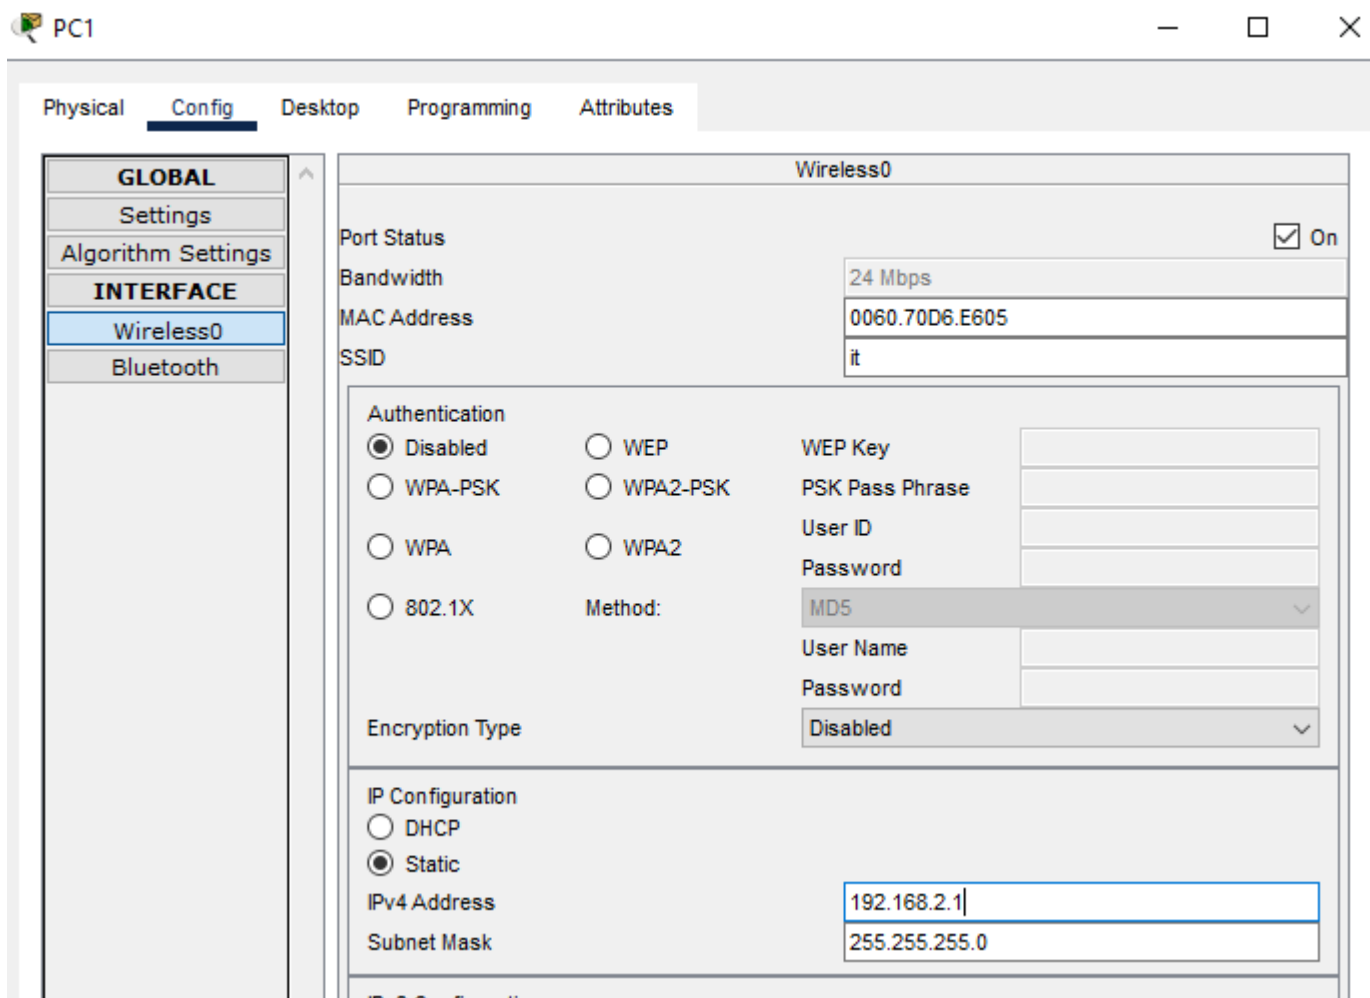 PC1
Physical Config Desktop Programming Attributes
GLOBAL
Settings
Algorithm Settings
INTERFACE
Wireless0
Bluetooth
Wireless0
Port Status On
Bandwidth 24 Mbps
MAC Address 0060.70D6.E605
SSID it
Authentication
Disabled WEP WEP Key
WPA-PSK WPA2-PSK PSK Pass Phrase
User ID
WPA WPA2
Password
802.1X Method: MD5
User Name
Password
Encryption Type Disabled
IP Configuration
DHCP
Static
IPv4 Address 192.168.2.1
Subnet Mask 255.255.255.0